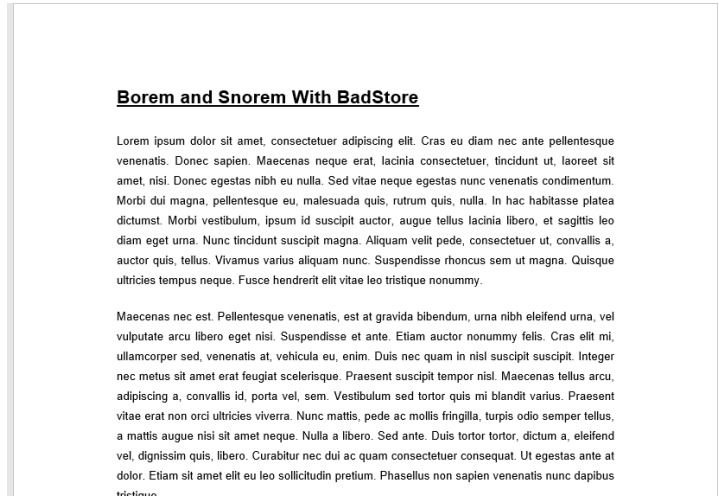 Borem and Snorem With BadStore
Lorem ipsum dolor sit amet, consectetuer adipiscing elit. Cras eu diam nec ante pellentesque
venenatis. Donec sapien. Maecenas neque erat, lacinia consectetuer, tincidunt ut, laoreet sit
amet, nisi. Donec egestas nibh eu nulla. Sed vitae neque egestas nunc venenatis condimentum.
Morbi dui magna, pellentesque eu, malesuada quis, rutrum quis, nulla. In hac habitasse platea
dictumst. Morbi vestibulum, ipsum id suscipit auctor, augue tellus lacinia libero, et sagittis leo
diam eget urna. Nunc tincidunt suscipit magna. Aliquam velit pede, consectetuer ut, convallis a,
auctor quis, tellus. Vivamus varius aliquam nunc. Suspendisse rhoncus sem ut magna. Quisque
ultricies tempus neque. Fusce hendrerit elit vitae leo tristique nonummy.
Maecenas nec est. Pellentesque venenatis, est at gravida bibendum, urna nibh eleifend urna, vel
vulputate arcu libero eget nisi. Suspendisse et ante. Etiam auctor nonummy felis. Cras elit mi,
ullamcorper sed, venenatis at, vehicula eu, enim. Duis nec quam in nisl suscipit suscipit. Integer
nec metus sit amet erat feugiat scelerisque. Praesent suscipit tempor nisl. Maecenas tellus arcu,
adipiscing a, convallis id, porta vel, sem. Vestibulum sed tortor quis mi blandit varius. Praesent
vitae erat non orci ultricies viverra. Nunc mattis, pede ac mollis fringilla, turpis odio semper tellus,
a mattis augue nisi sit amet neque. Nulla a libero. Sed ante. Duis tortor tortor, dictum a, eleifend
vel, dignissim quis, libero. Curabitur nec dui ac quam consectetuer consequat. Ut egestas ante at
dolor. Etiam sit amet elit eu leo sollicitudin pretium. Phasellus non sapien venenatis nunc dapibus
tristique